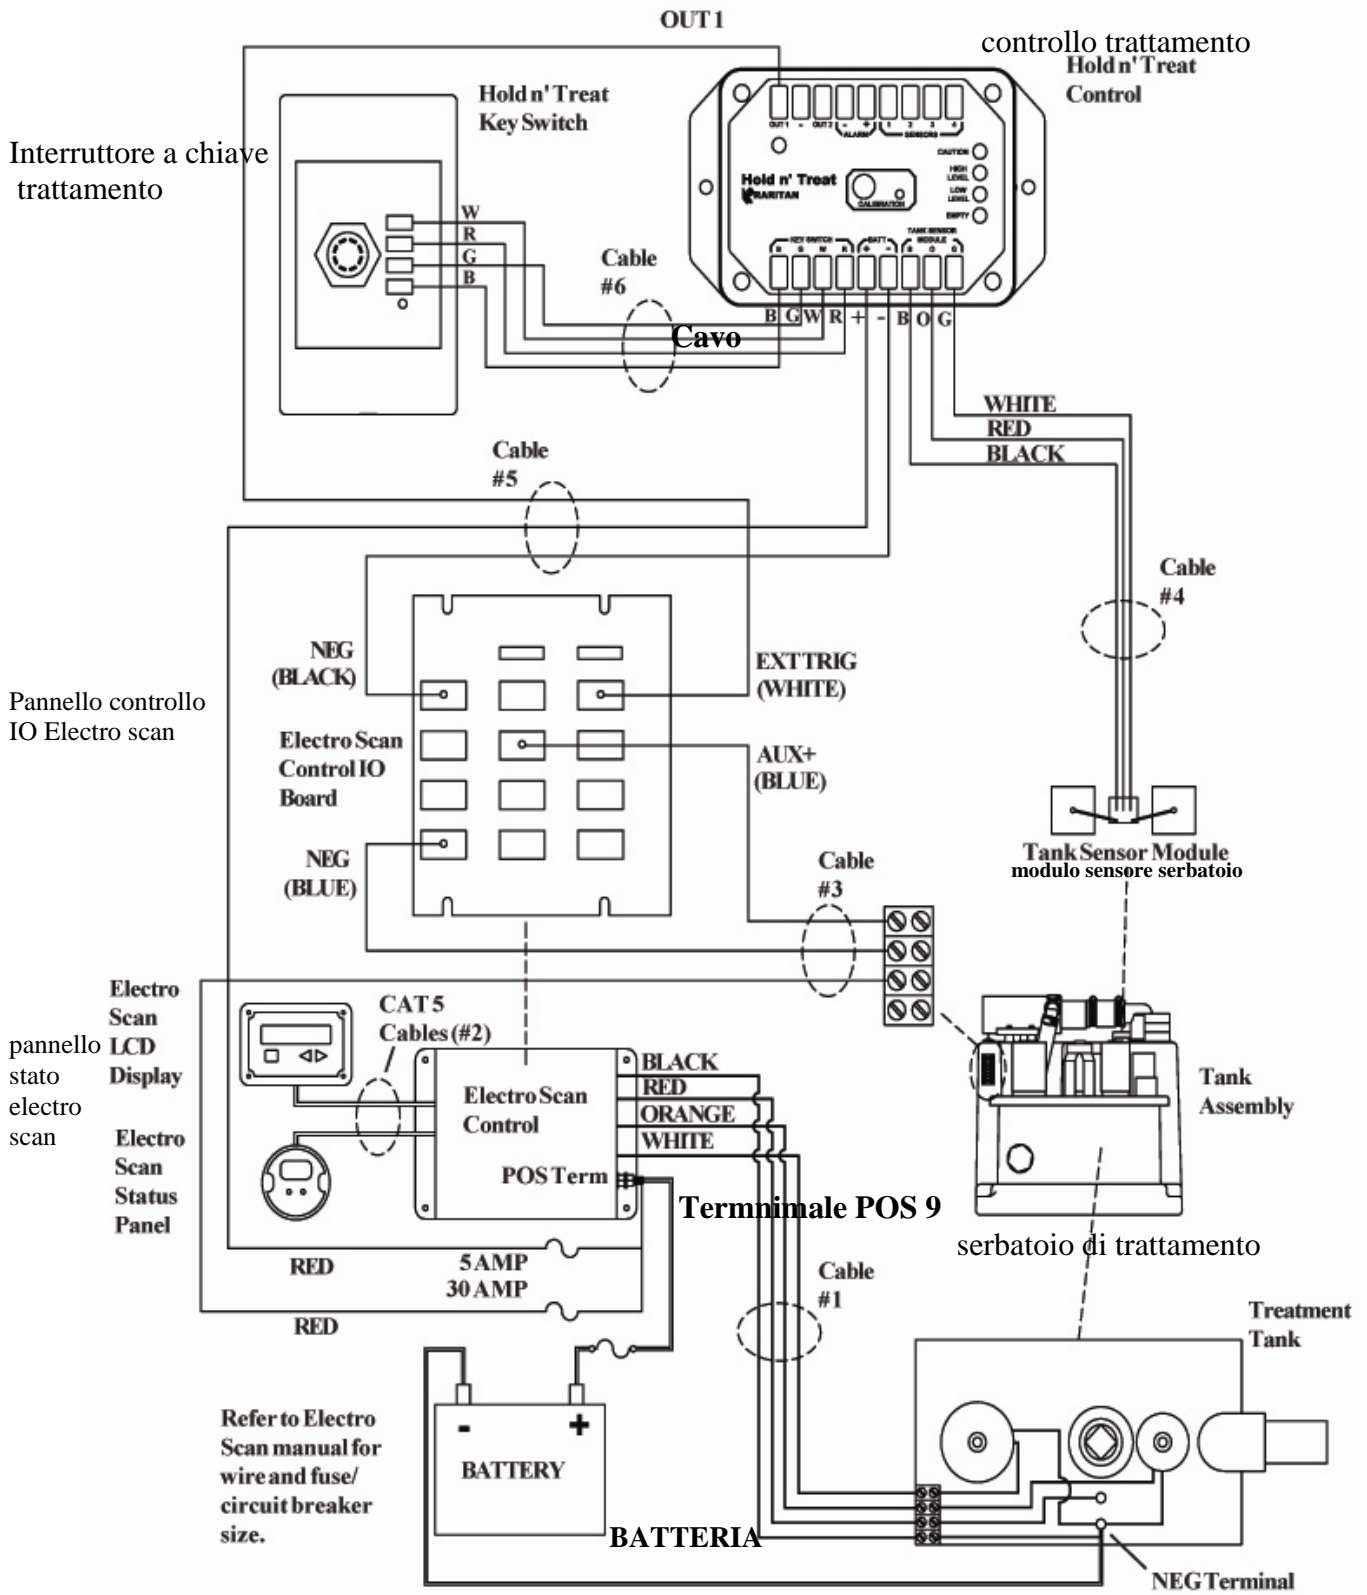 OUT 1
controllo trattamento
Hold n' Treat
Control
Hold n' Treat
Key Switch
Interruttore a chiave
trattamento
OUT 1 - OUT 2 - + 1 2 3 4
ALARM SENSORS
CAUTION
HIGH
LEVEL
LOW
LEVEL
EMPTY
Hold n' Treat
RARITAN
CALIBRATION
TANK SENSOR
KEY SWITCH BATT MODULE
B G W R + - B O G
W
R
G
B
Cable
#6
B G W R + - B O G
Cavo
WHITE
RED
BLACK
Cable
#5
Cable
#4
NEG
(BLACK)
EXT TRIG
(WHITE)
Pannello controllo
IO Electro scan
Electro Scan
Control IO
Board
AUX+
(BLUE)
NEG
(BLUE)
Cable
#3
Tank Sensor Module
modulo sensore serbatoio
Electro
Scan
LCD
Display
pannello
stato
electro
scan
CAT 5
Cables (#2)
Electro Scan
Control
POS Term
BLACK
RED
ORANGE
WHITE
Tank
Assembly
Electro
Scan
Status
Panel
Termnimale POS 9
serbatoio di trattamento
RED
5 AMP
30 AMP
RED
Cable
#1
Treatment
Tank
Refer to Electro
Scan manual for
wire and fuse/
circuit breaker
size.
- +
BATTERY
BATTERIA
NEG Terminal